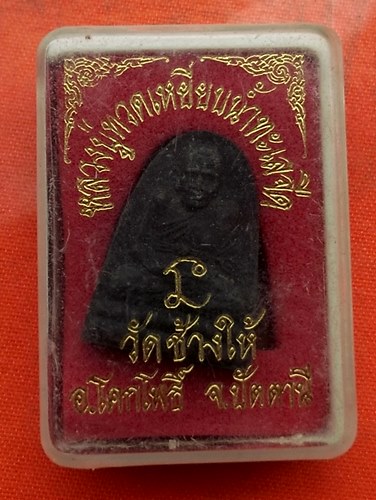 หลวงปู่ทวดเหยียบน้ำทะเลจืด
วัดช้างให้
อ.โคกโพธิ์ จ.ปัตตานี